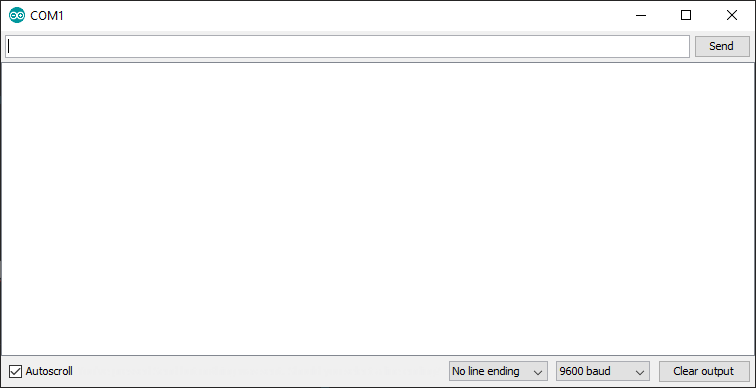 COM1
Send
Autoscroll
No line ending
9600 baud
Clear output